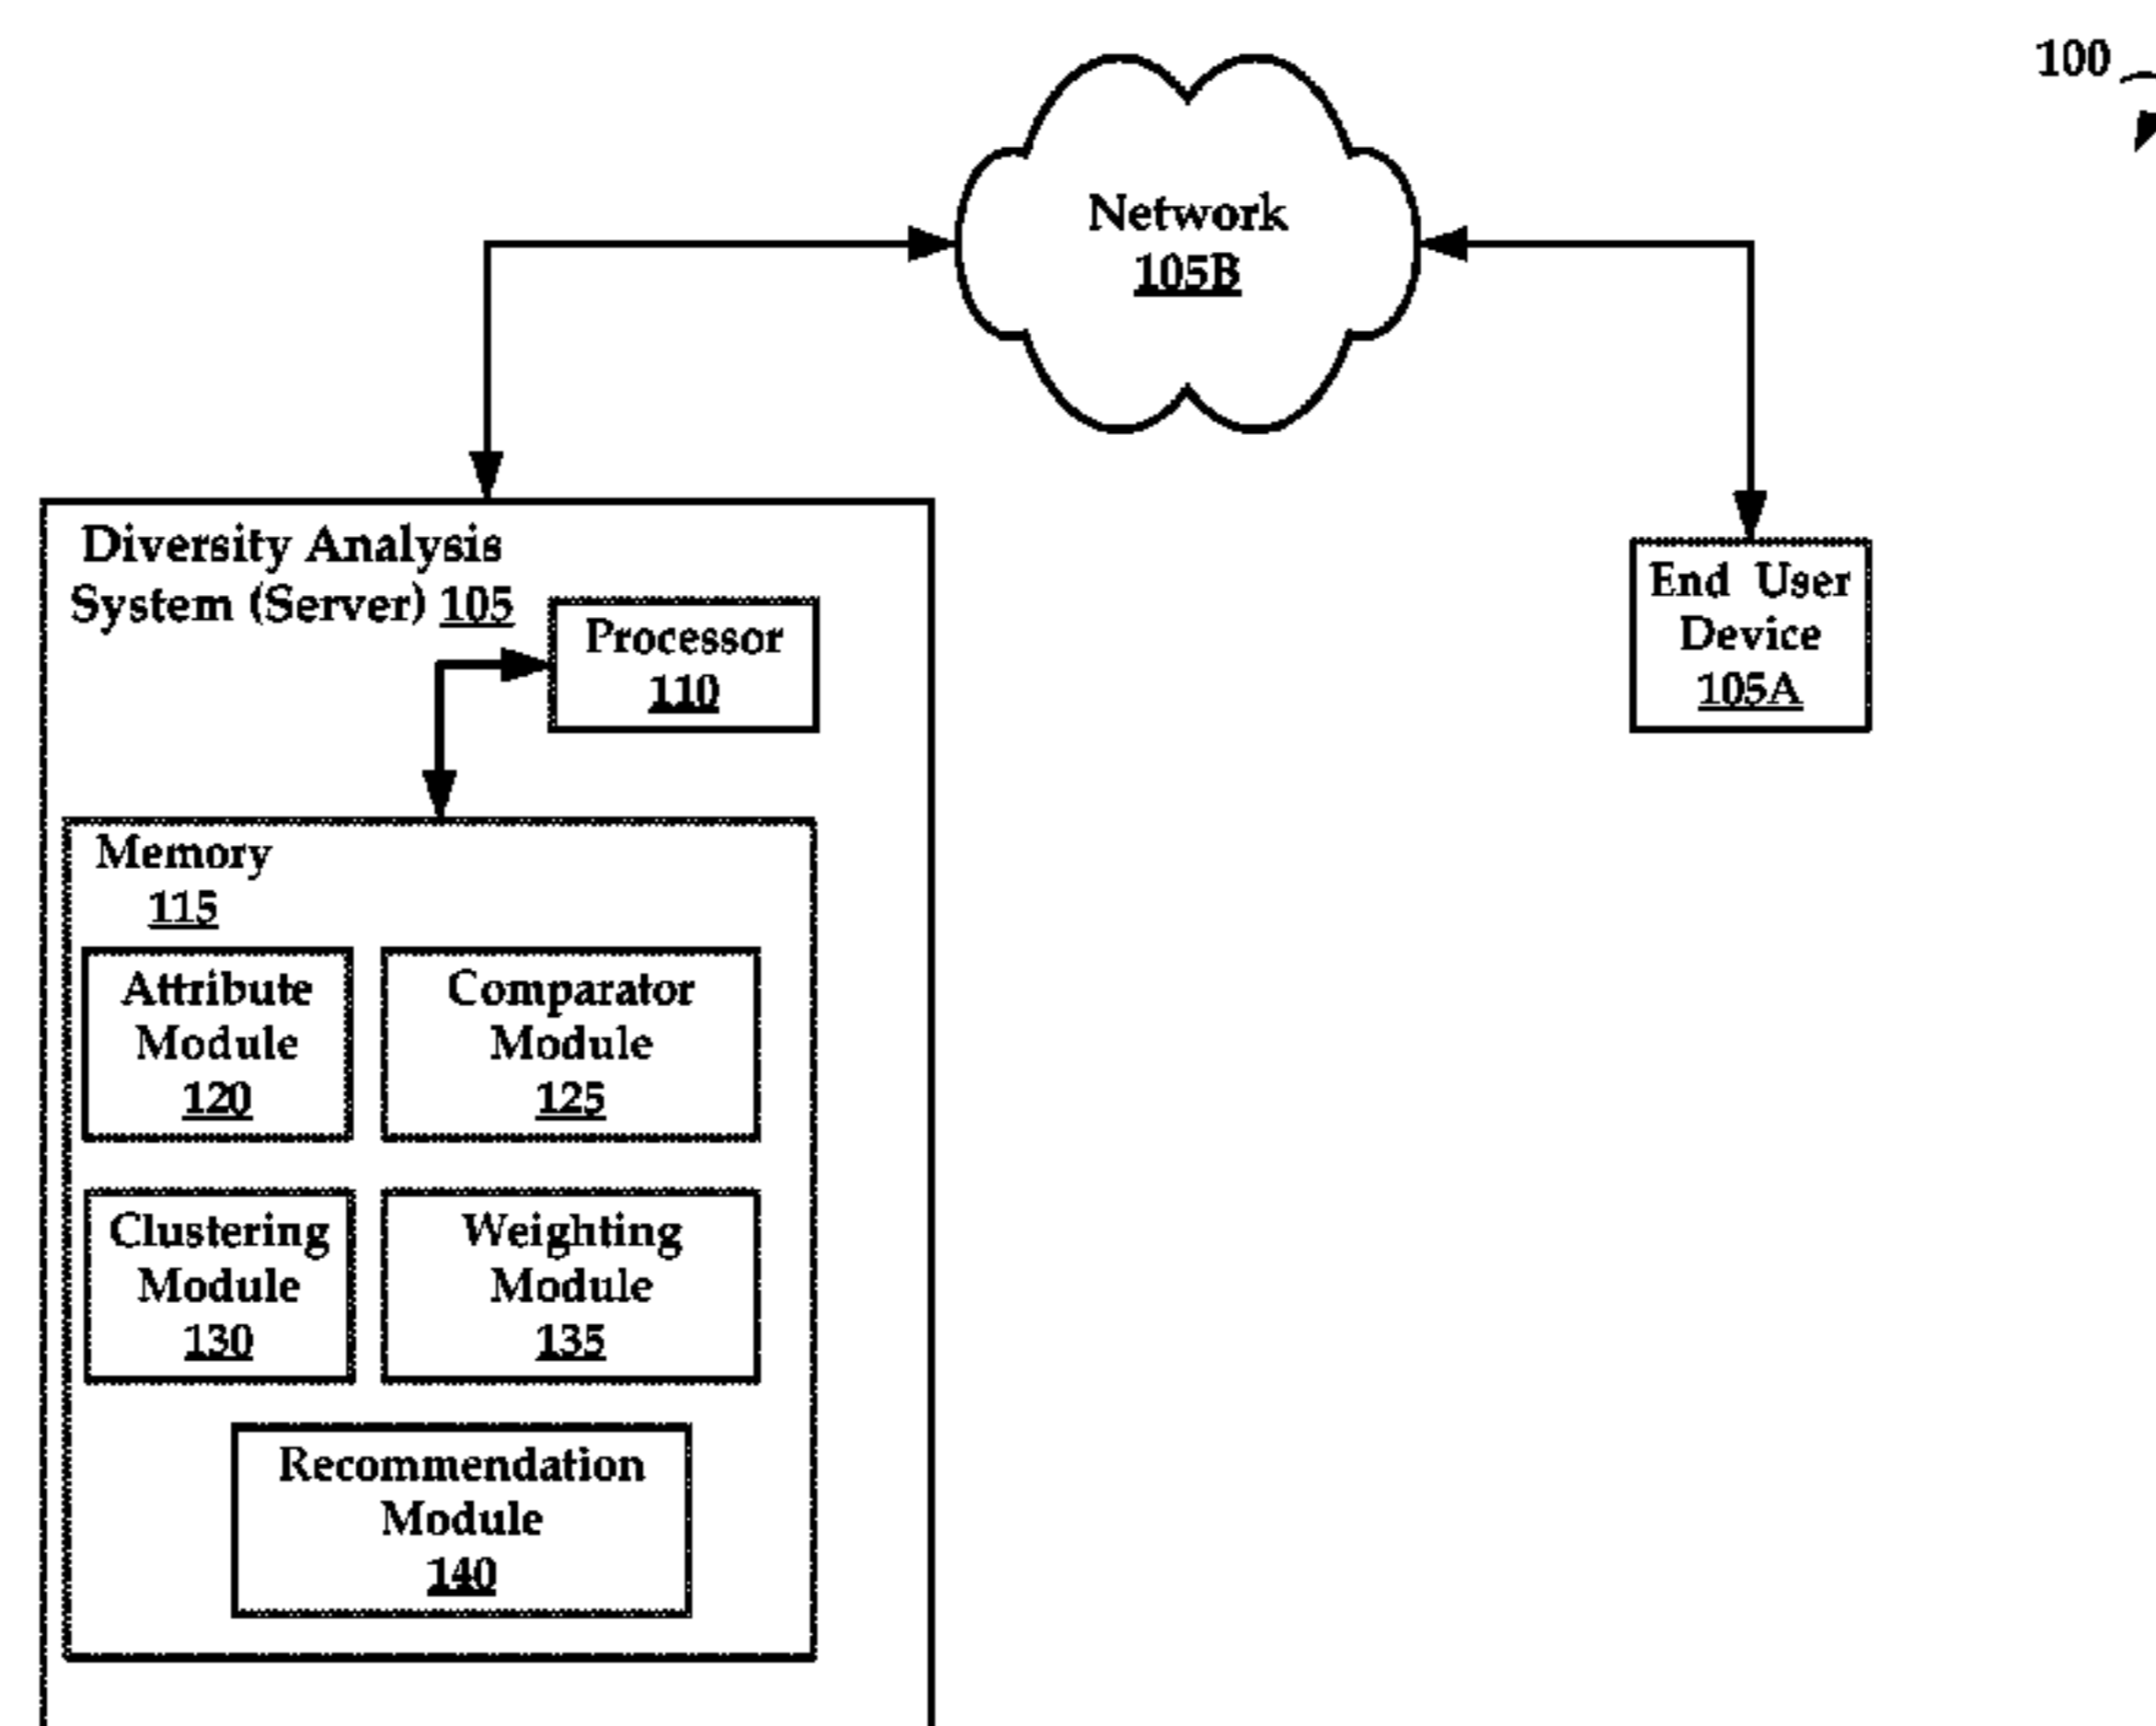 100
Network
105B
Diversity Analysis
System (Server) 105
Processor
110
End User
Device
105A
Memory
115
Attribute
Module
120
Comparator
Module
125
Clustering
Module
130
Weighting
Module
135
Recommendation
Module
140